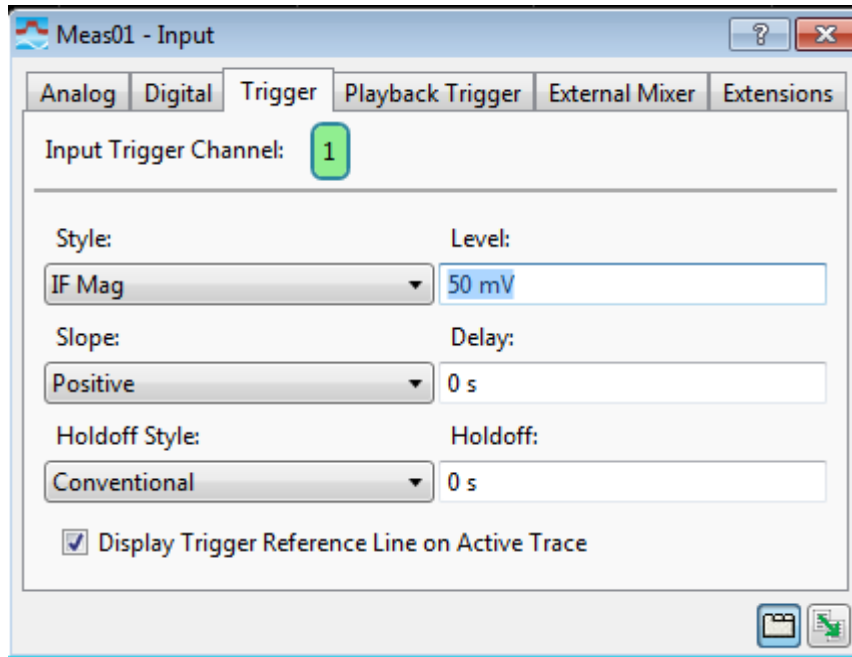 Meas01 - Input
Analog Digital Trigger Playback Trigger External Mixer Extensions
Input Trigger Channel: 1
Style: Level:
IF Mag 50 mV
Slope: Delay:
Positive 0 s
Holdoff Style: Holdoff:
Conventional 0 s
Display Trigger Reference Line on Active Trace